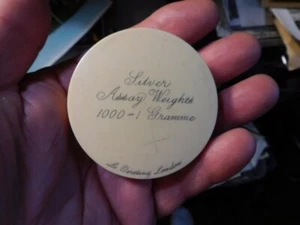 Silver
Assay Weights
1000-1 Gramme
Oertling London